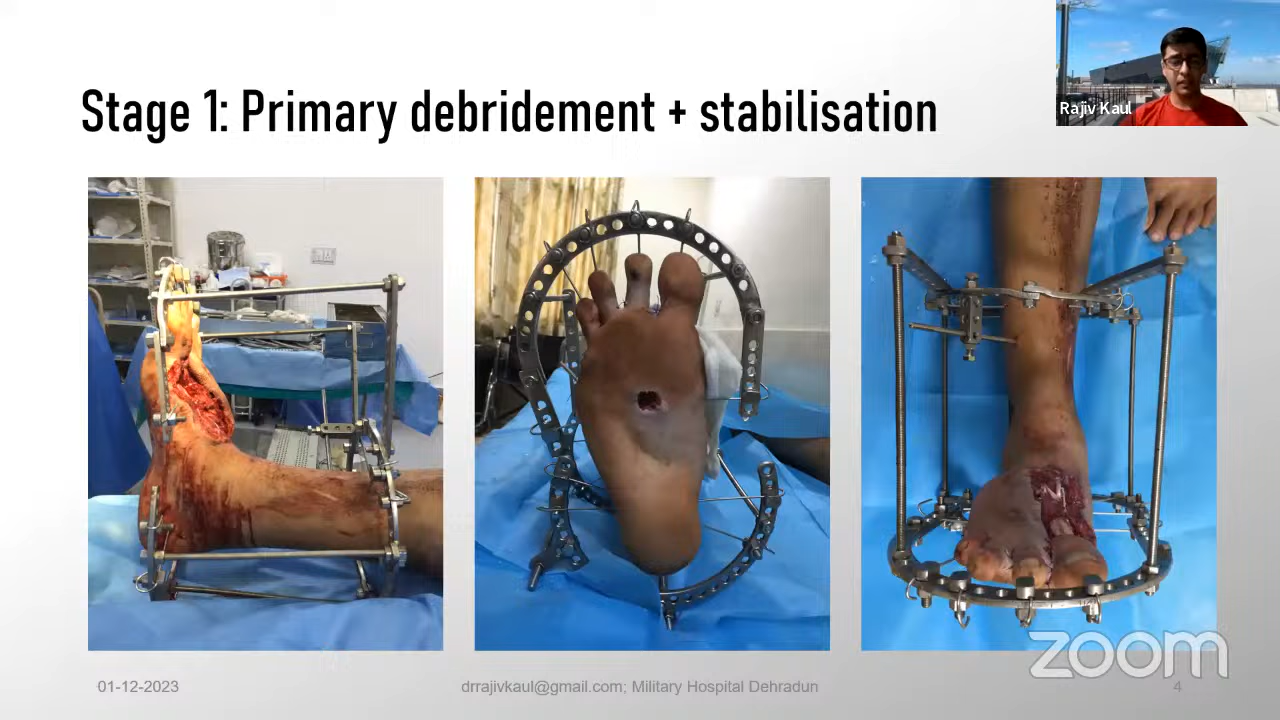 Rajiv Kaul
Stage 1: Primary debridement + stabilisation
zoom
01-12-2023
drrajivkaul@gmail.com; Military Hospital Dehradun
4